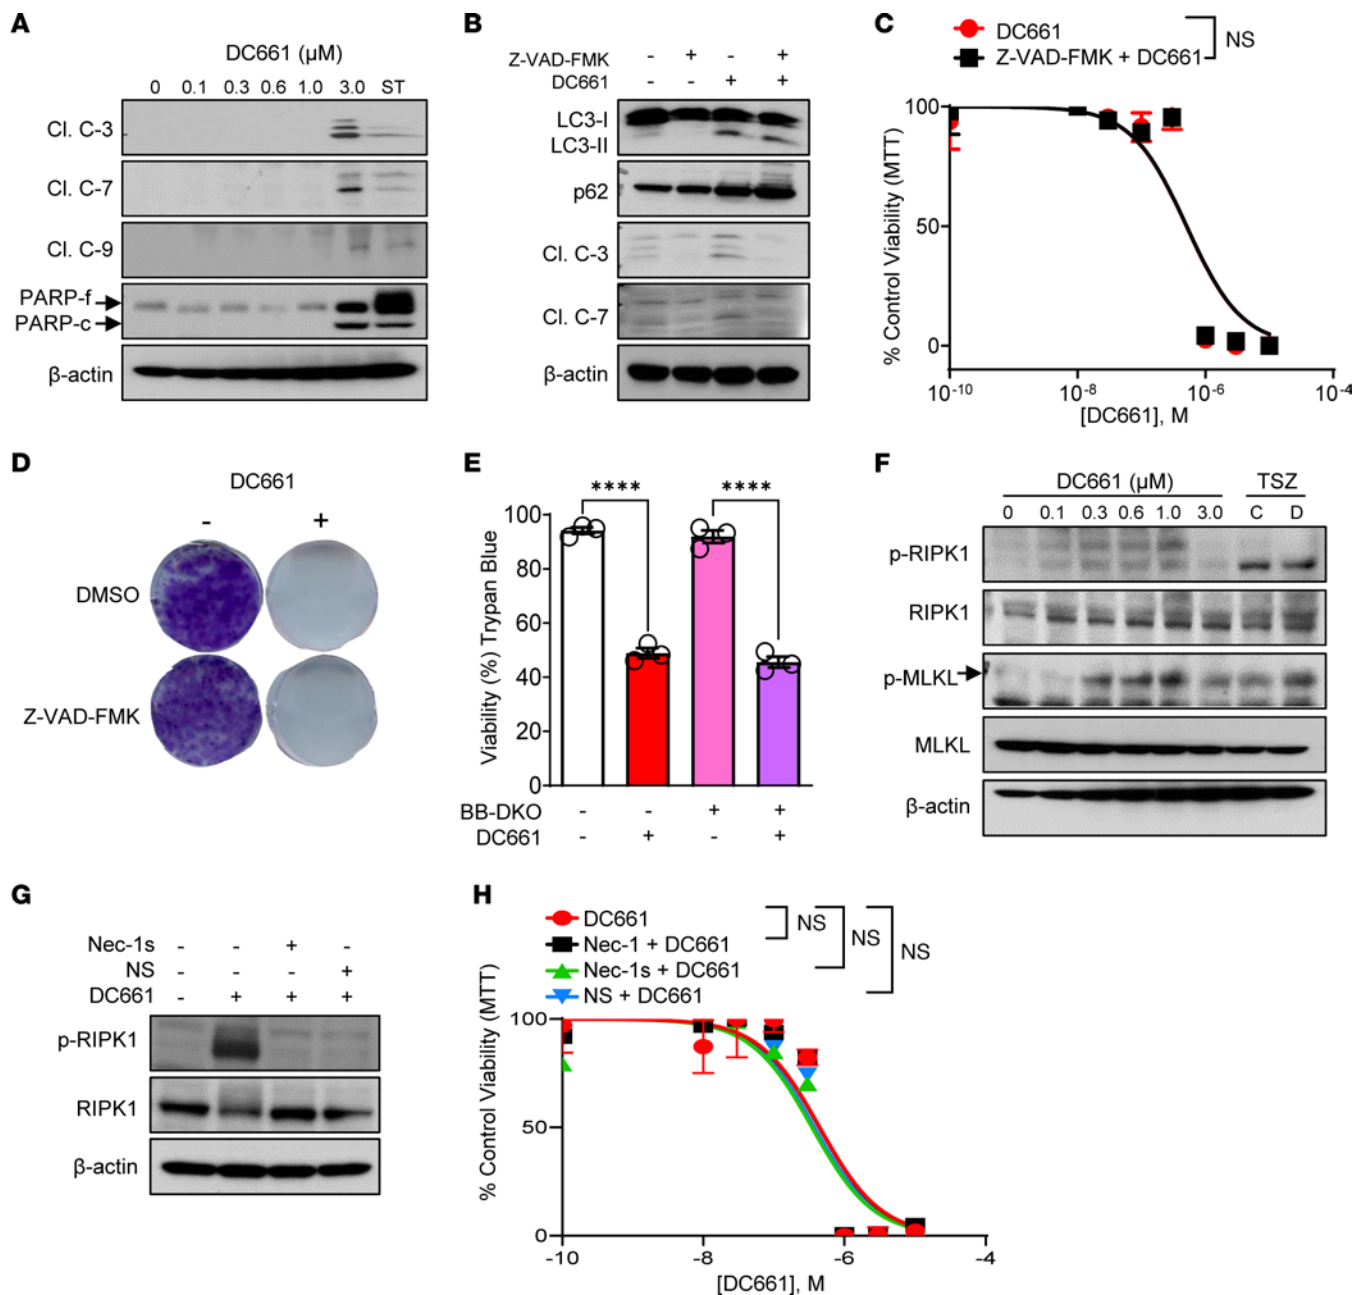 A
DC661 (µM)
0 0.1 0.3 0.6 1.0 3.0 ST
Cl. C-3
Cl. C-7
Cl. C-9
PARP-f
PARP-c
β-actin
B
Z-VAD-FMK - + - +
DC661 - - + +
LC3-I
LC3-II
p62
Cl. C-3
Cl. C-7
β-actin
C
DC661
Z-VAD-FMK + DC661
NS
% Control Viability (MTT)
100
50
0
10-10 10-8 10-6 10-4
[DC661], M
D
DC661
- +
DMSO
Z-VAD-FMK
E
**** ****
Viability (%) Trypan Blue
100
80
60
40
20
0
BB-DKO - - + +
DC661 - + - +
F
DC661 (µM) TSZ
0 0.1 0.3 0.6 1.0 3.0 C D
p-RIPK1
RIPK1
p-MLKL
MLKL
β-actin
G
Nec-1s - - + -
NS - - - +
DC661 - + + +
p-RIPK1
RIPK1
β-actin
H
DC661
Nec-1 + DC661
Nec-1s + DC661
NS + DC661
NS
NS
NS
% Control Viability (MTT)
100
50
0
-10 -8 -6 -4
[DC661], M